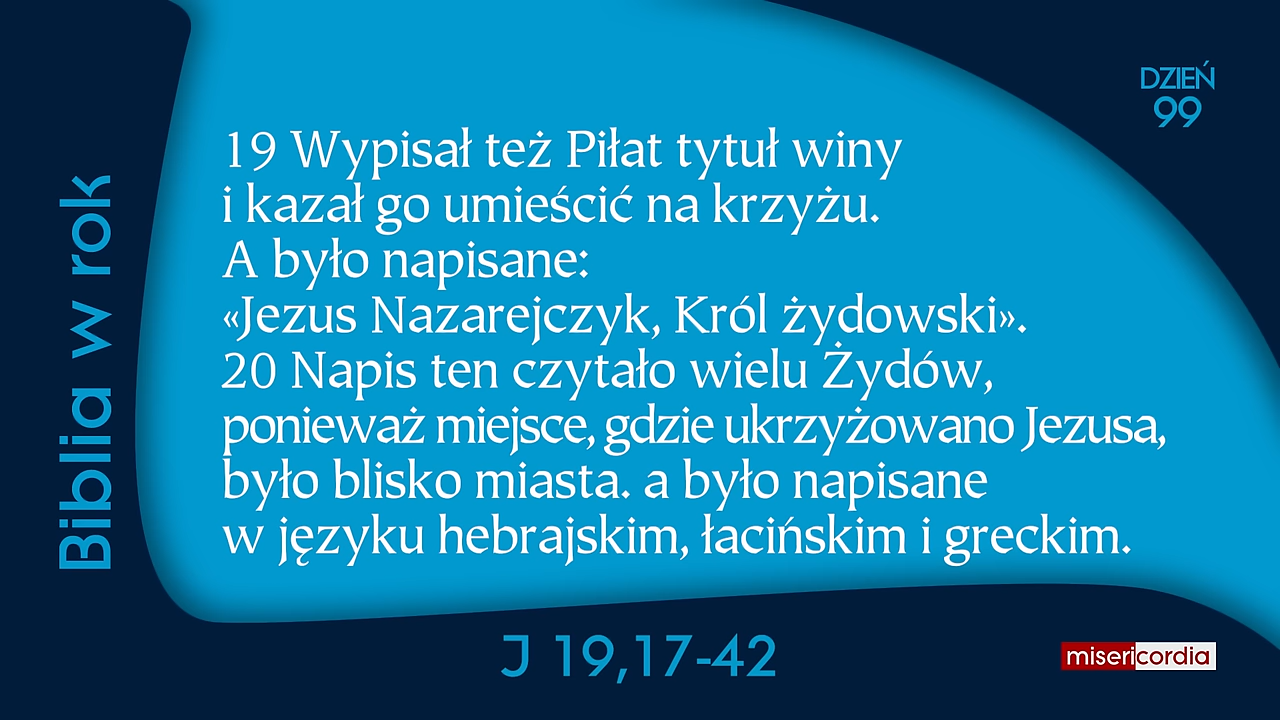 DZIEŃ
99
Biblia w rok
19 Wypisał też Piłat tytuł winy
i kazał go umieścić na krzyżu.
A było napisane:
«Jezus Nazarejczyk, Król żydowski».
20 Napis ten czytało wielu Żydów,
ponieważ miejsce, gdzie ukrzyżowano Jezusa,
było blisko miasta. a było napisane
w języku hebrajskim, łacińskim i greckim.
J 19,17-42
misericordia